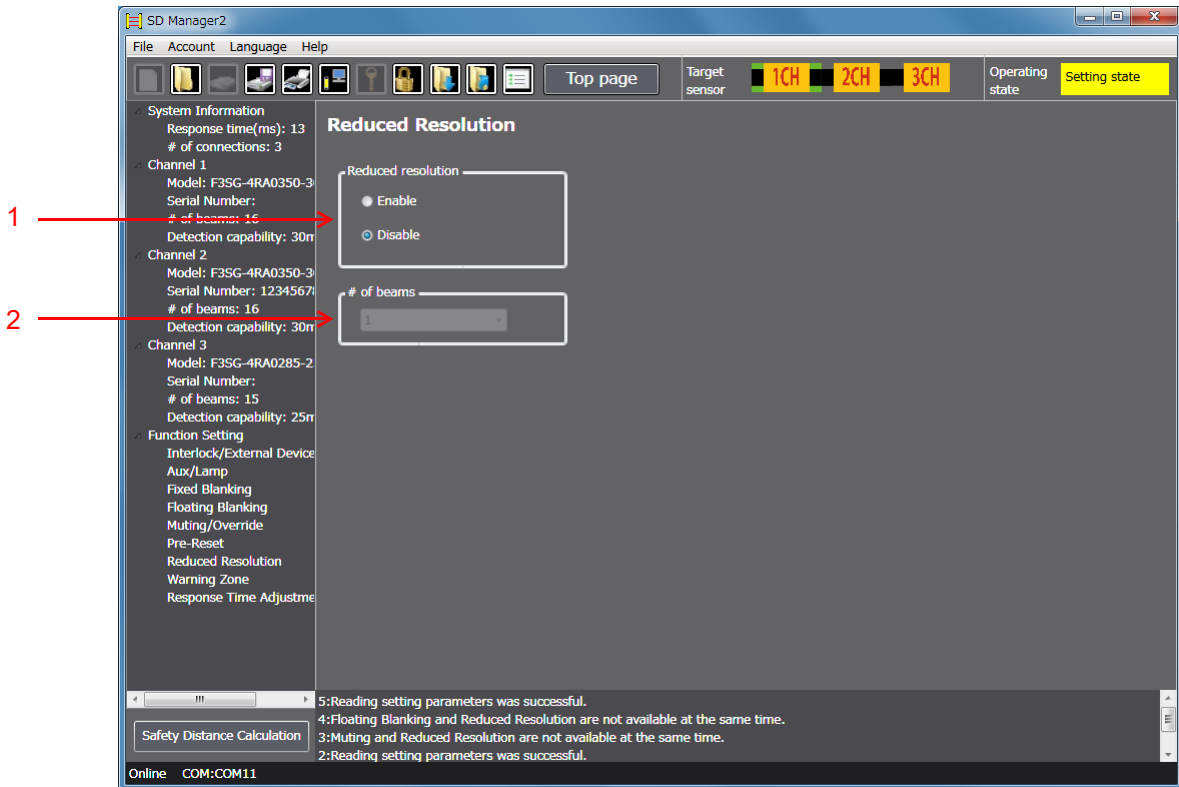 SD Manager2
File Account Language Help
Top page
Target sensor
1CH 2CH 3CH
Operating state
Setting state
System Information
Response time(ms): 13
# of connections: 3
Channel 1
Model: F3SG-4RA0350-3
Serial Number:
# of beams: 16
Detection capability: 30m
Channel 2
Model: F3SG-4RA0350-3
Serial Number: 1234567
# of beams: 16
Detection capability: 30m
Channel 3
Model: F3SG-4RA0285-2
Serial Number:
# of beams: 15
Detection capability: 25m
Function Setting
Interlock/External Device
Aux/Lamp
Fixed Blanking
Floating Blanking
Muting/Override
Pre-Reset
Reduced Resolution
Warning Zone
Response Time Adjustme
Safety Distance Calculation
Reduced Resolution
1
Reduced resolution
Enable
Disable
2
# of beams
1
5:Reading setting parameters was successful.
4:Floating Blanking and Reduced Resolution are not available at the same time.
3:Muting and Reduced Resolution are not available at the same time.
2:Reading setting parameters was successful.
Online COM:COM11